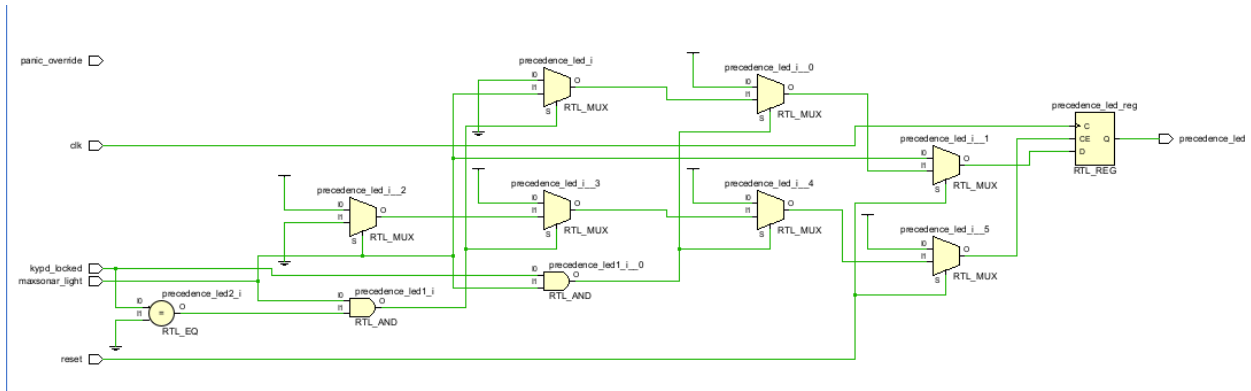 panic_override
precedence_led_i
I0
I1
O
S
RTL_MUX
precedence_led_i__0
I0
I1
O
S
RTL_MUX
precedence_led_reg
C
CE
D
Q
RTL_REG
precedence_led
clk
precedence_led_i__1
I0
I1
O
S
RTL_MUX
precedence_led_i__2
I0
I1
O
S
RTL_MUX
precedence_led_i__3
I0
I1
O
S
RTL_MUX
precedence_led_i__4
I0
I1
O
S
RTL_MUX
precedence_led_i__5
I0
I1
O
S
RTL_MUX
kypd_locked
maxsonar_light
precedence_led1_i__0
I0
I1
O
RTL_AND
precedence_led2_i
I0
I1
=
O
RTL_EQ
precedence_led1_i
I0
I1
O
RTL_AND
reset